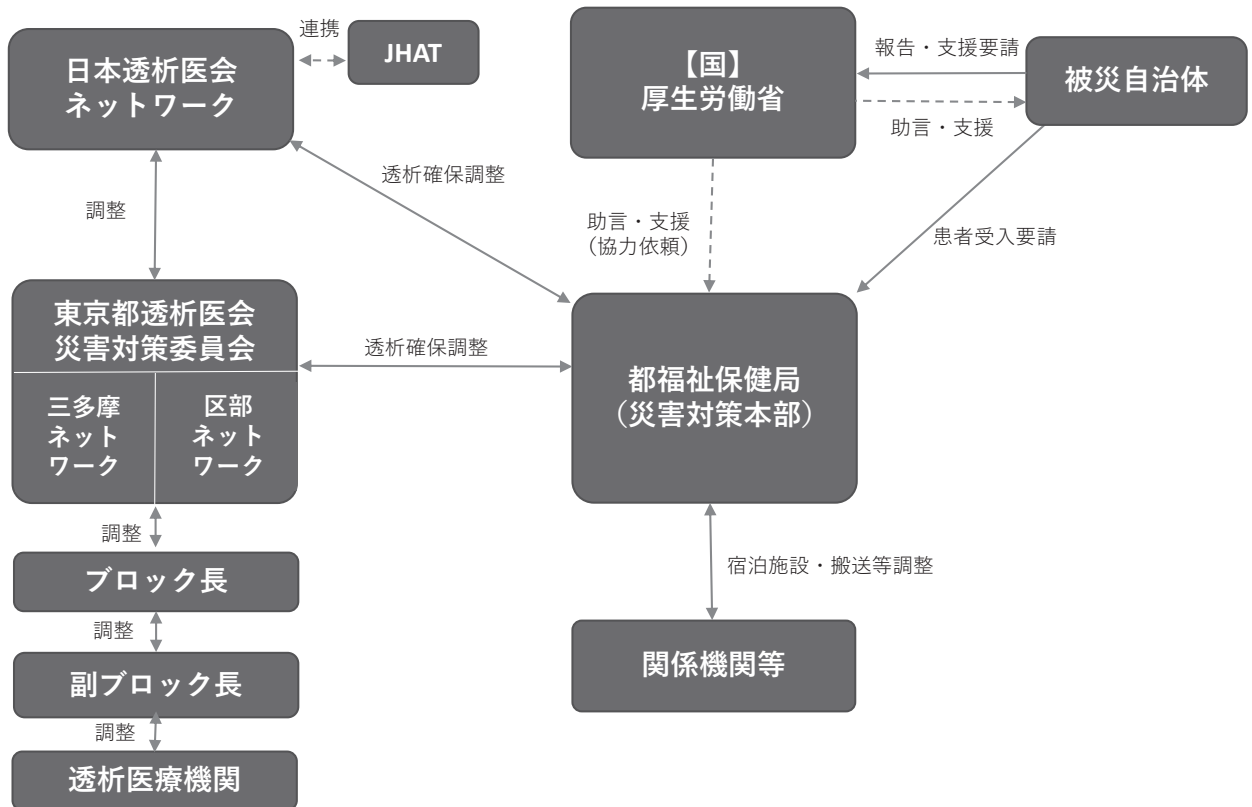 連携
JHAT
日本透析医会
ネットワーク
【国】
厚生労働省
報告・支援要請
被災自治体
助言・支援
透析確保調整
調整
助言・支援
（協力依頼）
患者受入要請
東京都透析医会
災害対策委員会
三多摩
ネット
ワーク
区部
ネット
ワーク
透析確保調整
都福祉保健局
（災害対策本部）
調整
ブロック長
宿泊施設・搬送等調整
調整
副ブロック長
関係機関等
調整
透析医療機関